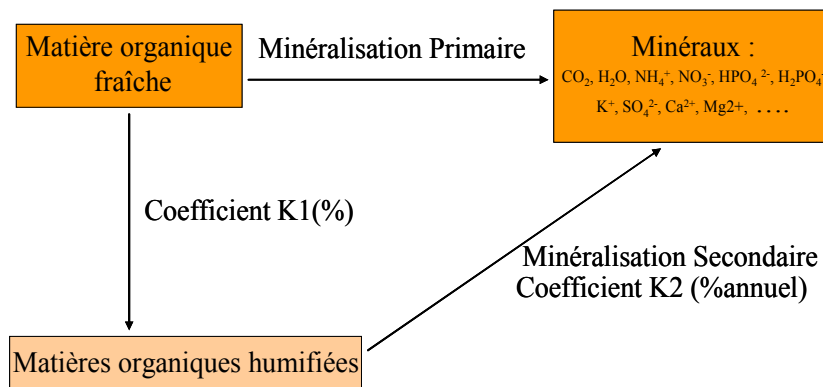 Matière organique
fraîche
Minéralisation Primaire
Minéraux :
CO₂, H₂O, NH₄⁺, NO₃⁻, HPO₄ ²⁻, H₂PO₄⁻
K⁺, SO₄²⁻, Ca²⁺, Mg2+, ....
Coefficient K1(%)
Minéralisation Secondaire
Coefficient K2 (%annuel)
Matières organiques humifiées